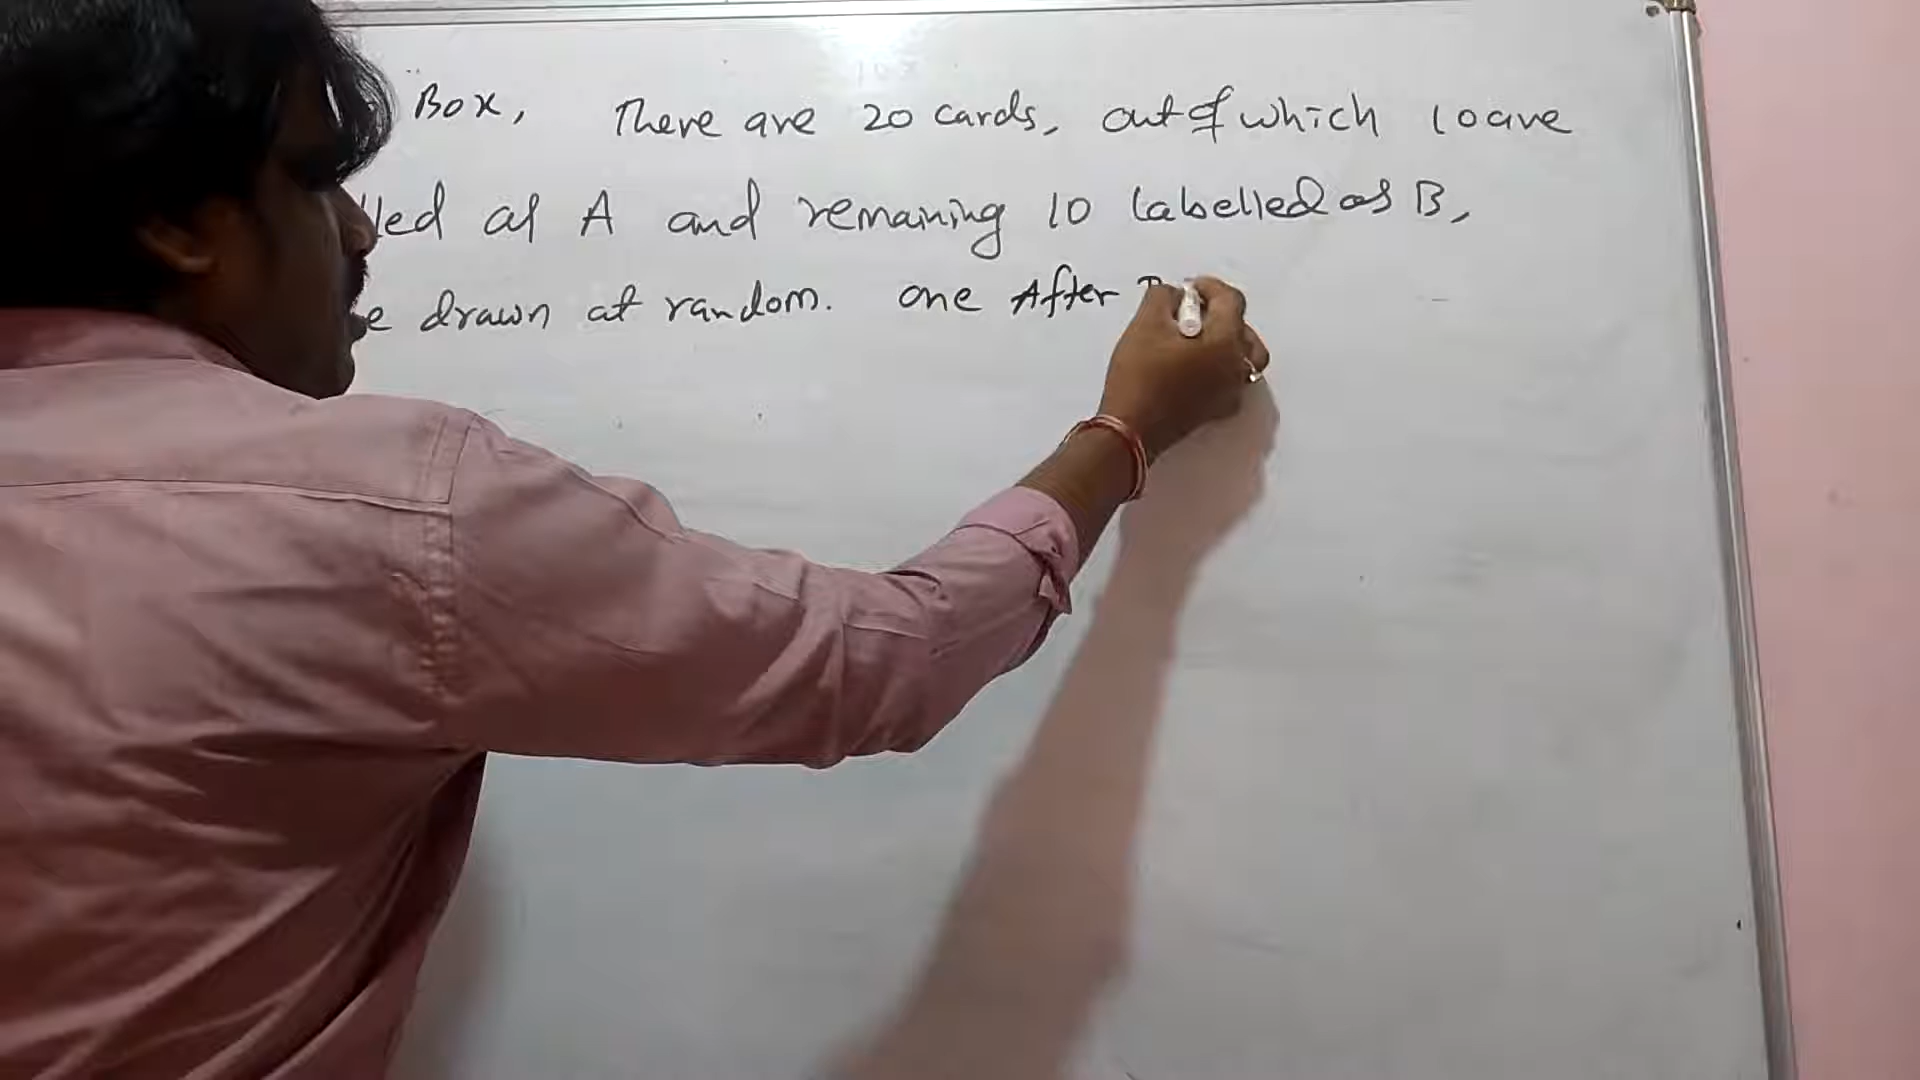 Box, There are 20 cards, out of which 10 are
lled as A and remaining 10 labelled as B,
e drawn at random. One After